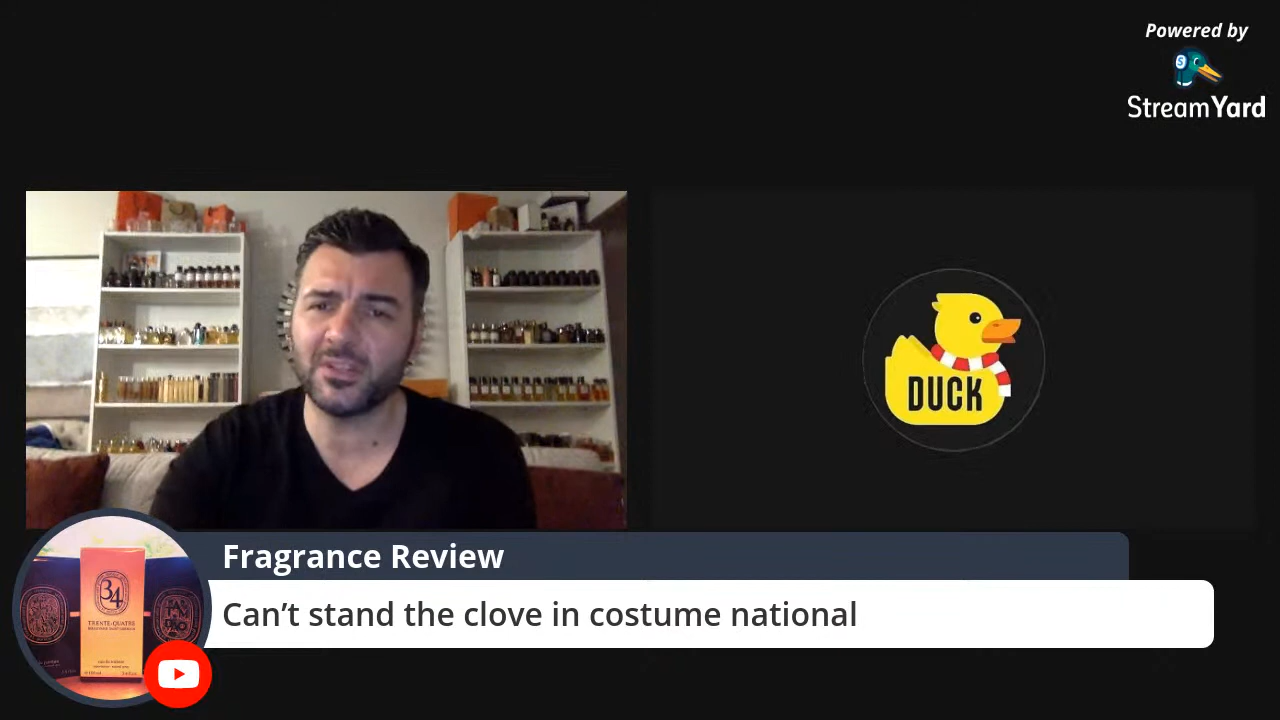 Powered by
StreamYard
DUCK
Fragrance Review
Can’t stand the clove in costume national
34